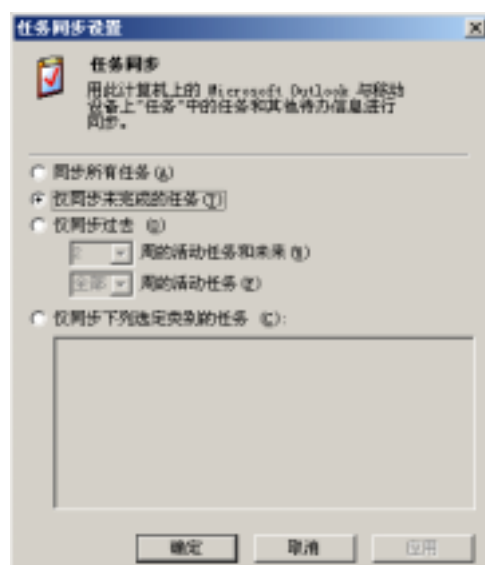 任务同步设置
任务同步
用此计算机上的 Microsoft Outlook 与移动
设备上"任务"中的任务和其他待办信息进行
同步。
同步所有任务(A)
仅同步未完成的任务(T)
仅同步过去
2 周的活动任务和未来
全部 周的活动任务
仅同步下列选定类别的任务 (C):
确定 取消 应用